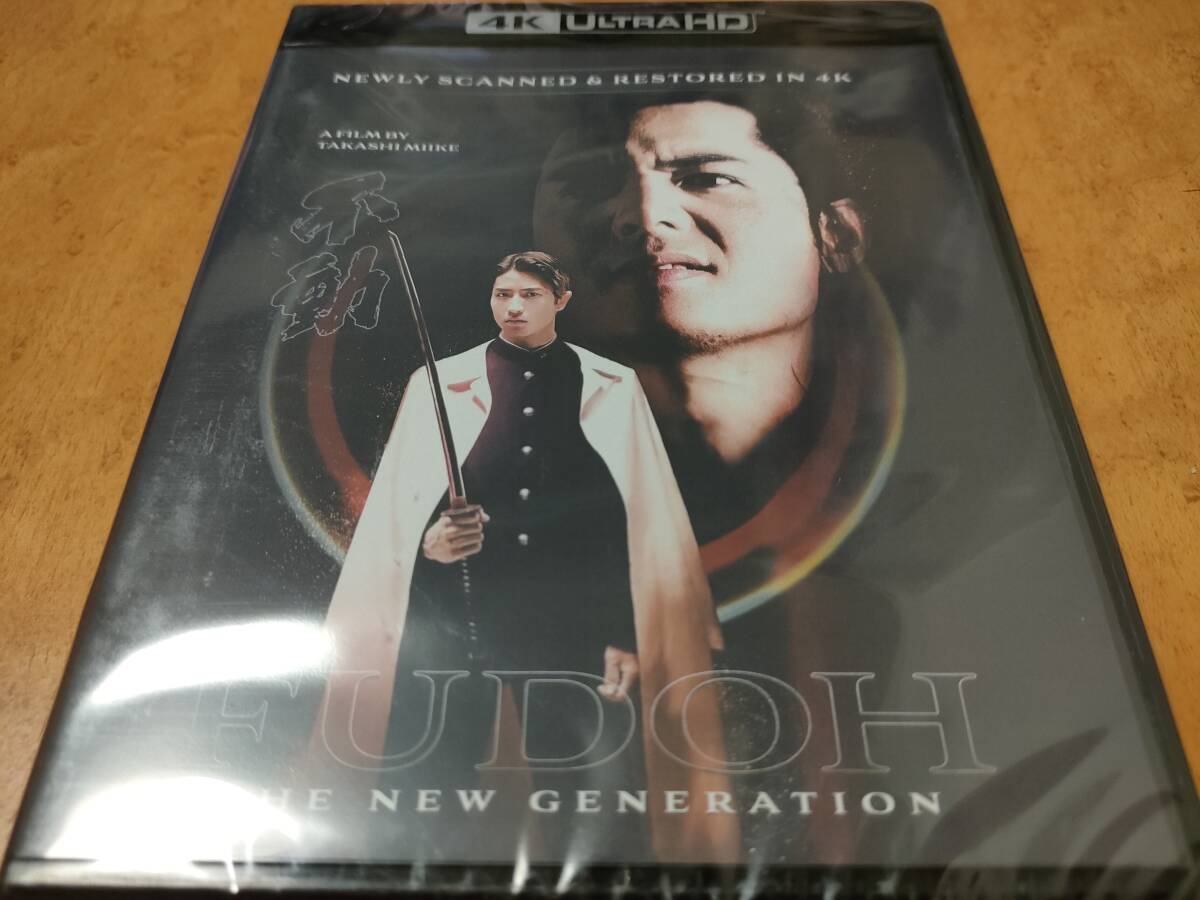 4K ULTRA HD
NEWLY SCANNED & RESTORED IN 4K
A FILM BY
TAKASHI MIIKE
不動
FUDOH
THE NEW GENERATION